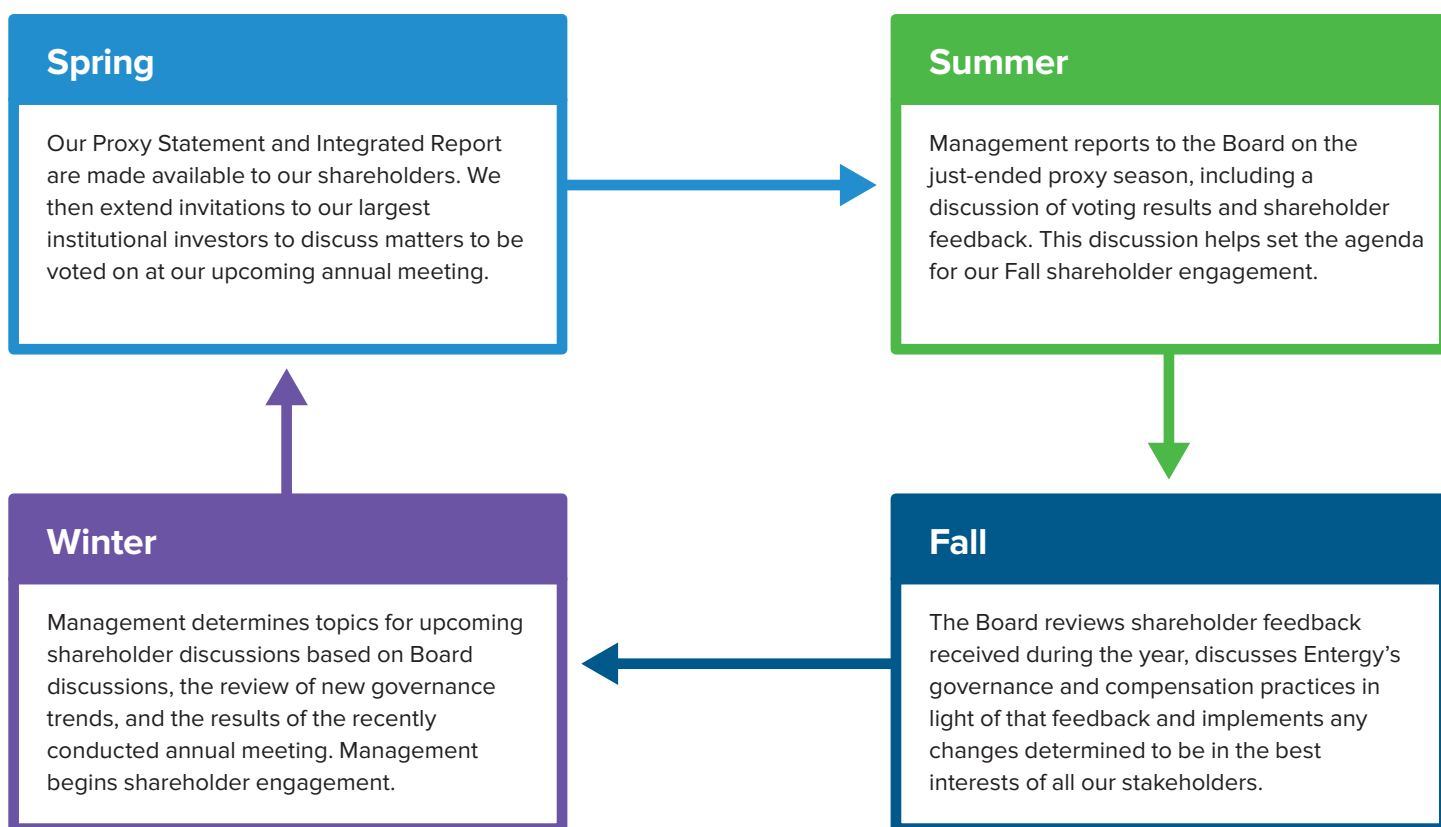 Spring
Our Proxy Statement and Integrated Report
are made available to our shareholders. We
then extend invitations to our largest
institutional investors to discuss matters to be
voted on at our upcoming annual meeting.
Summer
Management reports to the Board on the
just-ended proxy season, including a
discussion of voting results and shareholder
feedback. This discussion helps set the agenda
for our Fall shareholder engagement.
Winter
Management determines topics for upcoming
shareholder discussions based on Board
discussions, the review of new governance
trends, and the results of the recently
conducted annual meeting. Management
begins shareholder engagement.
Fall
The Board reviews shareholder feedback
received during the year, discusses Entergy’s
governance and compensation practices in
light of that feedback and implements any
changes determined to be in the best
interests of all our stakeholders.